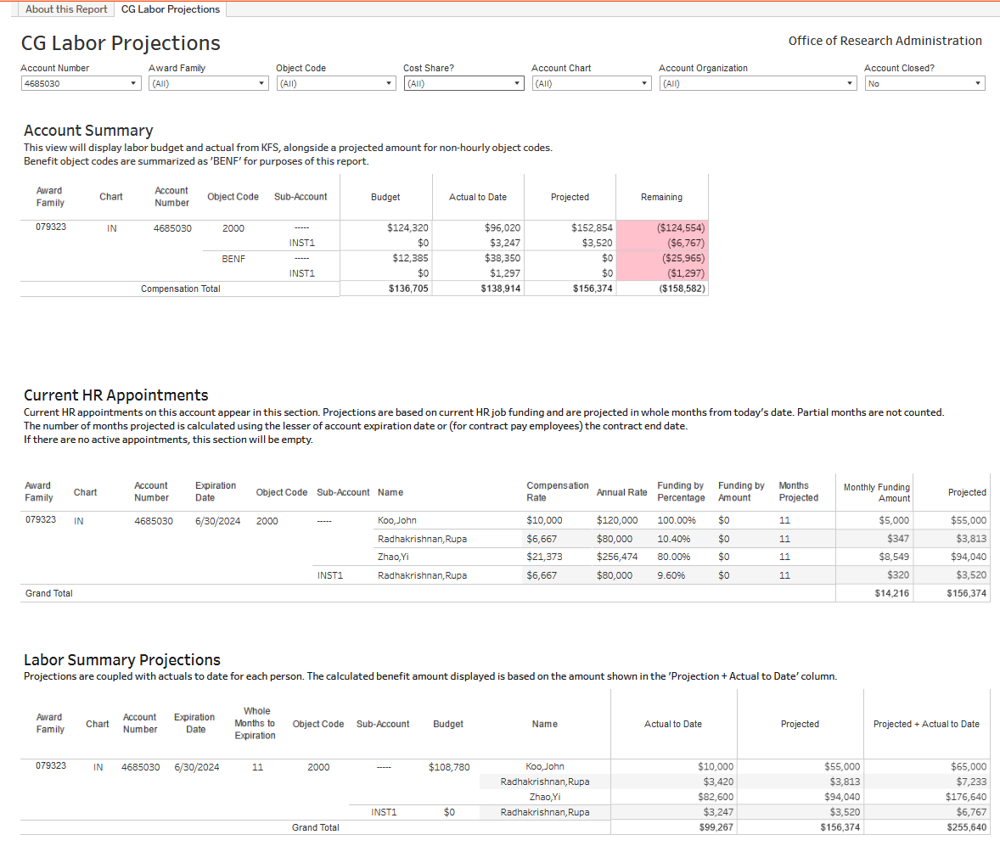 About this Report CG Labor Projections
CG Labor Projections
Office of Research Administration
Account Number Award Family Object Code Cost Share? Account Chart Account Organization Account Closed?
4685030 (All) (All) (All) (All) (All) No
Account Summary
This view will display labor budget and actual from KFS, alongside a projected amount for non-hourly object codes.
Benefit object codes are summarized as 'BENF' for purposes of this report.
Award Family Chart Account Number Object Code Sub-Account Budget Actual to Date Projected Remaining
079323 IN 4685030 2000 ----- $124,320 $96,020 $152,854 ($124,554)
INST1 $0 $3,247 $3,520 ($6,767)
BENF ----- $12,385 $38,350 $0 ($25,965)
INST1 $0 $1,297 $0 ($1,297)
Compensation Total $136,705 $138,914 $156,374 ($158,582)
Current HR Appointments
Current HR appointments on this account appear in this section. Projections are based on current HR job funding and are projected in whole months from today's date. Partial months are not counted.
The number of months projected is calculated using the lesser of account expiration date or (for contract pay employees) the contract end date.
If there are no active appointments, this section will be empty.
Award Family Chart Account Number Expiration Date Object Code Sub-Account Name Compensation Rate Annual Rate Funding by Percentage Funding by Amount Months Projected Monthly Funding Amount Projected
079323 IN 4685030 6/30/2024 2000 ----- Koo,John $10,000 $120,000 100.00% $0 11 $5,000 $55,000
Radhakrishnan,Rupa $6,667 $80,000 10.40% $0 11 $347 $3,813
Zhao,Yi $21,373 $256,474 80.00% $0 11 $8,549 $94,040
INST1 Radhakrishnan,Rupa $6,667 $80,000 9.60% $0 11 $320 $3,520
Grand Total $14,216 $156,374
Labor Summary Projections
Projections are coupled with actuals to date for each person. The calculated benefit amount displayed is based on the amount shown in the 'Projection + Actual to Date' column.
Award Family Chart Account Number Expiration Date Whole Months to Expiration Object Code Sub-Account Budget Name Actual to Date Projected Projected + Actual to Date
079323 IN 4685030 6/30/2024 11 2000 ----- $108,780 Koo,John $10,000 $55,000 $65,000
Radhakrishnan,Rupa $3,420 $3,813 $7,233
Zhao,Yi $82,600 $94,040 $176,640
INST1 $0 Radhakrishnan,Rupa $3,247 $3,520 $6,767
Grand Total $99,267 $156,374 $255,640